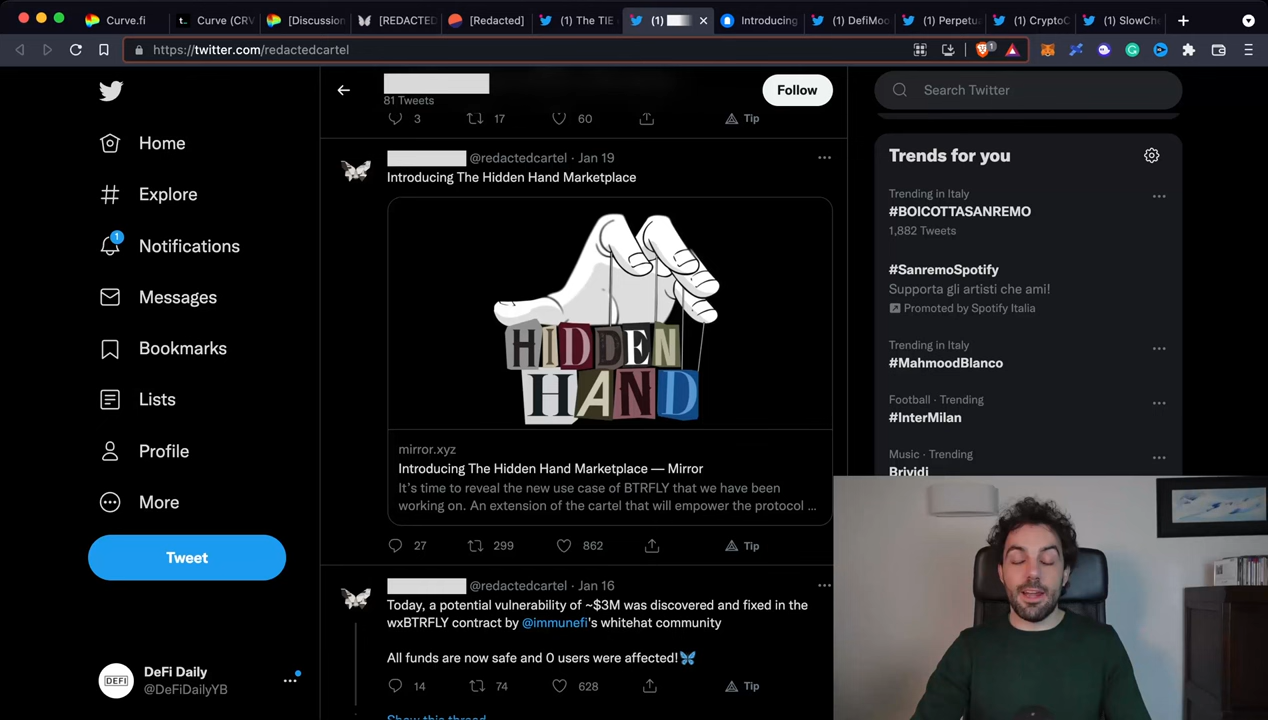 Curve.fi
Curve (CRV
[Discussion
[REDACTED
[Redacted]
(1) The TIE
(1)
Introducing
DefiMoo
Perpetu
CryptoC
SlowChe
https://twitter.com/redactedcartel
1
81 Tweets
Follow
3
17
60
Tip
Search Twitter
Home
Explore
1
Notifications
Messages
Bookmarks
Lists
Profile
More
Tweet
DeFi Daily
@DeFiDailyYB
DEFI
@redactedcartel · Jan 19
Introducing The Hidden Hand Marketplace
HIDDEN
HAND
mirror.xyz
Introducing The Hidden Hand Marketplace — Mirror
It's time to reveal the new use case of BTRFLY that we have been
working on. An extension of the cartel that will empower the protocol ...
27
299
862
Tip
@redactedcartel · Jan 16
Today, a potential vulnerability of ~$3M was discovered and fixed in the
wxBTRFLY contract by @immunefi's whitehat community
All funds are now safe and 0 users were affected!🦋
14
74
628
Tip
Show this thread
Trends for you
Trending in Italy
#BOICOTTASANREMO
1,882 Tweets
#SanremoSpotify
Supporta gli artisti che ami!
Promoted by Spotify Italia
Trending in Italy
#MahmoodBlanco
Football · Trending
#InterMilan
Music · Trending
Brividi